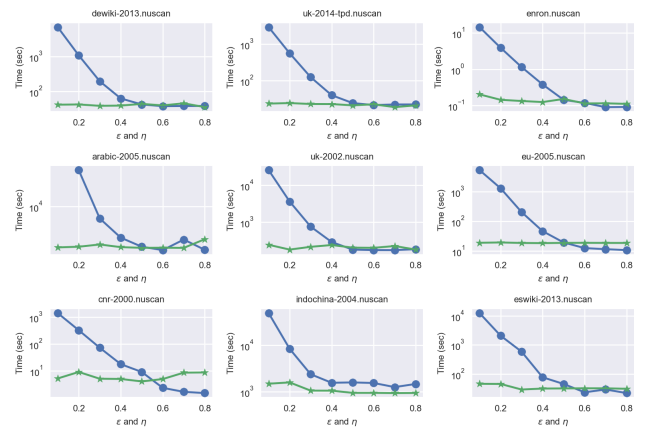 dewiki-2013.nuscan
uk-2014-tpd.nuscan
enron.nuscan
Time (sec)
10^3
10^2
0.2 0.4 0.6 0.8
ε and η
Time (sec)
10^3
10^2
0.2 0.4 0.6 0.8
ε and η
Time (sec)
10^1
10^0
10^−1
0.2 0.4 0.6 0.8
ε and η
arabic-2005.nuscan
uk-2002.nuscan
eu-2005.nuscan
Time (sec)
10^4
0.2 0.4 0.6 0.8
ε and η
Time (sec)
10^4
10^3
0.2 0.4 0.6 0.8
ε and η
Time (sec)
10^3
10^2
10^1
0.2 0.4 0.6 0.8
ε and η
cnr-2000.nuscan
indochina-2004.nuscan
eswiki-2013.nuscan
Time (sec)
10^3
10^2
10^1
0.2 0.4 0.6 0.8
ε and η
Time (sec)
10^4
10^3
0.2 0.4 0.6 0.8
ε and η
Time (sec)
10^4
10^3
10^2
0.2 0.4 0.6 0.8
ε and η